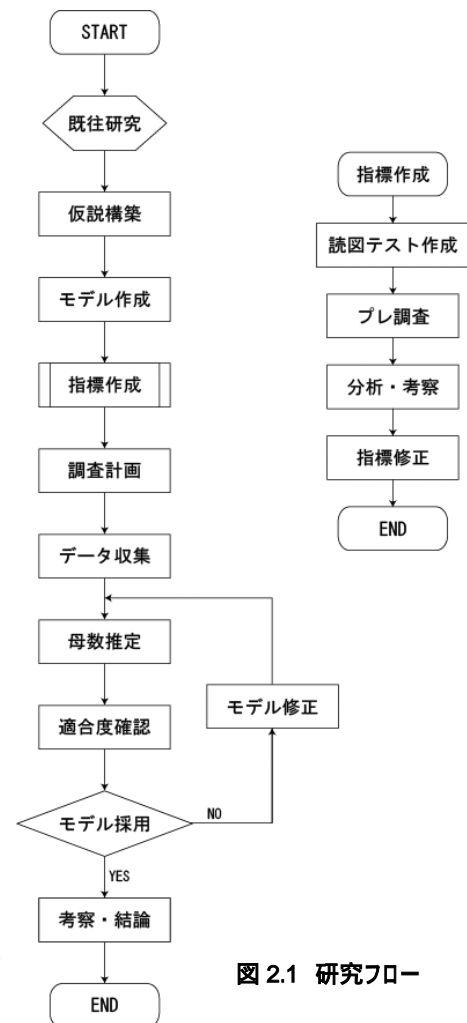 START
既往研究
仮説構築
モデル作成
指標作成
調査計画
データ収集
母数推定
適合度確認
モデル採用
NO
モデル修正
YES
考察・結論
END
指標作成
読図テスト作成
プレ調査
分析・考察
指標修正
END
図 2.1 研究フロー